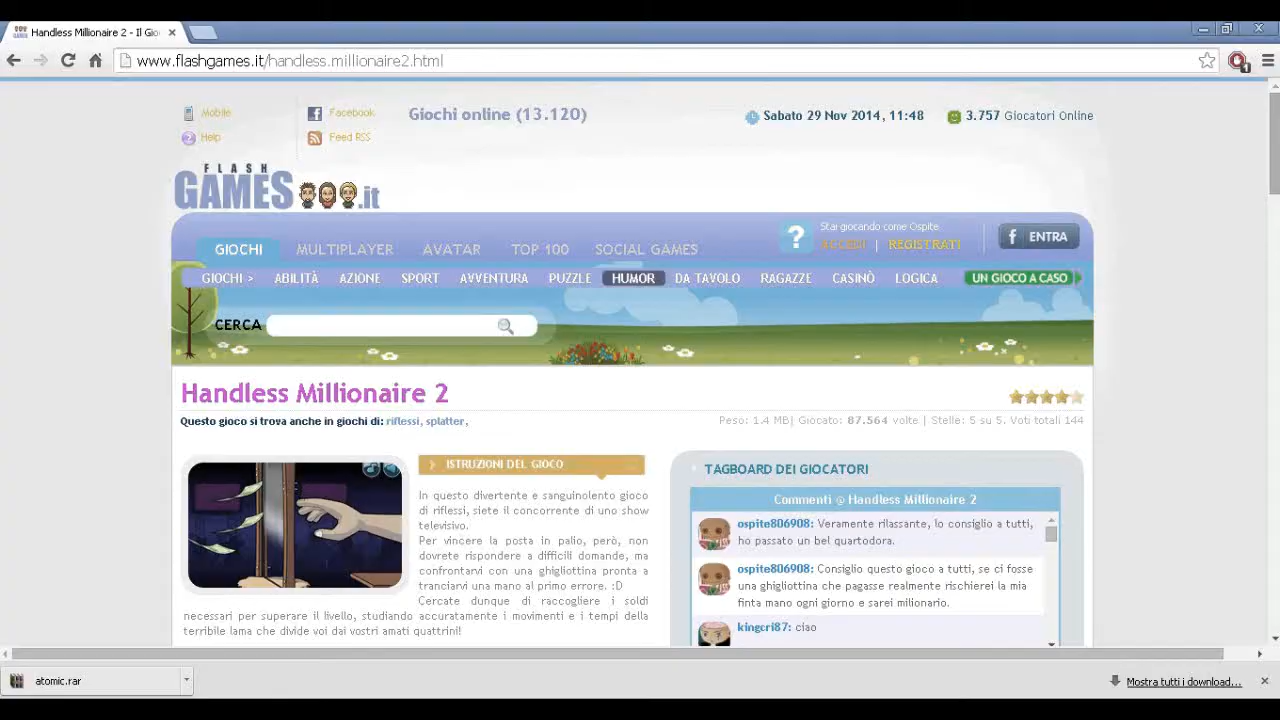 Handless Millionaire 2 - Il Gio
www.flashgames.it/handless.millionaire2.html
Mobile
Facebook
Giochi online (13.120)
Sabato 29 Nov 2014, 11:48
3.757 Giocatori Online
Help
Feed RSS
FLASH
GAMES.it
Stai giocando come Ospite
ACCEDI | REGISTRATI
ENTRA
GIOCHI
MULTIPLAYER
AVATAR
TOP 100
SOCIAL GAMES
GIOCHI > ABILITÀ AZIONE SPORT AVVENTURA PUZZLE HUMOR DA TAVOLO RAGAZZE CASINÒ LOGICA UN GIOCO A CASO
CERCA
Handless Millionaire 2
Questo gioco si trova anche in giochi di: riflessi, splatter,
Peso: 1.4 MB| Giocato: 87.564 volte | Stelle: 5 su 5. Voti totali 144
ISTRUZIONI DEL GIOCO
In questo divertente e sanguinolento gioco
di riflessi, siete il concorrente di uno show
televisivo.
Per vincere la posta in palio, però, non
dovrete rispondere a difficili domande, ma
confrontarvi con una ghigliottina pronta a
tranciarvi una mano al primo errore. :D
Cercate dunque di raccogliere i soldi
necessari per superare il livello, studiando accuratamente i movimenti e i tempi della
terribile lama che divide voi dai vostri amati quattrini!
TAGBOARD DEI GIOCATORI
Commenti @ Handless Millionaire 2
ospite806908: Veramente rilassante, lo consiglio a tutti,
ho passato un bel quartodora.
ospite806908: Consiglio questo gioco a tutti, se ci fosse
una ghigliottina che pagasse realmente rischierei la mia
finta mano ogni giorno e sarei milionario.
kingcri87: ciao
atomic.rar
Mostra tutti i download...